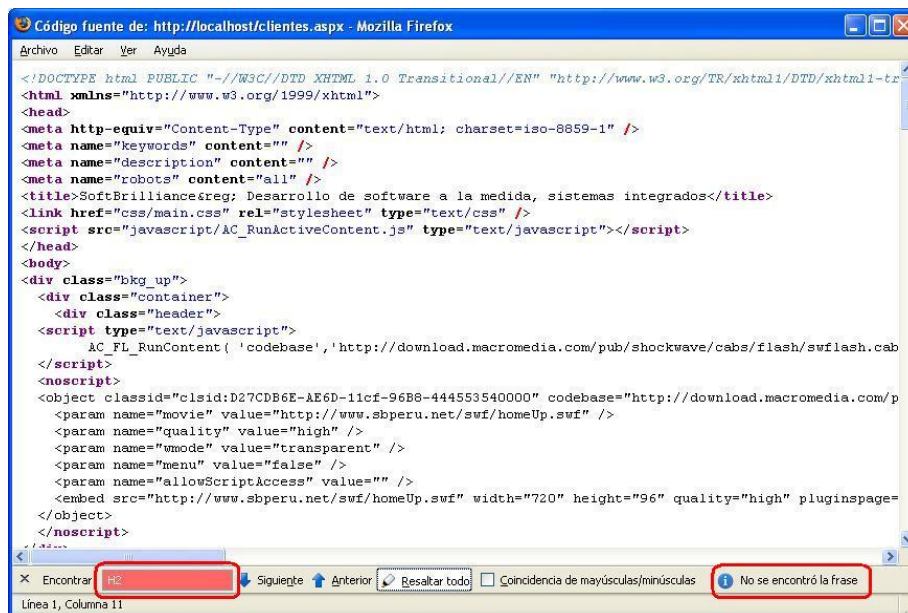 Código fuente de: http://localhost/clientes.aspx - Mozilla Firefox
Archivo Editar Ver Ayuda
<!DOCTYPE html PUBLIC "-//W3C//DTD XHTML 1.0 Transitional//EN" "http://www.w3.org/TR/xhtml1/DTD/xhtml1-tr
<html xmlns="http://www.w3.org/1999/xhtml">
<head>
<meta http-equiv="Content-Type" content="text/html; charset=iso-8859-1" />
<meta name="keywords" content="" />
<meta name="description" content="" />
<meta name="robots" content="all" />
<title>SoftBrilliance&reg; Desarrollo de software a la medida, sistemas integrados</title>
<link href="css/main.css" rel="stylesheet" type="text/css" />
<script src="javascript/AC_RunActiveContent.js" type="text/javascript"></script>
</head>
<body>
<div class="bkg_up">
<div class="container">
<div class="header">
<script type="text/javascript">
AC_FL_RunContent( 'codebase','http://download.macromedia.com/pub/shockwave/cabs/flash/swflash.cab
</script>
<noscript>
<object classid="clsid:D27CDB6E-AE6D-11cf-96B8-444553540000" codebase="http://download.macromedia.com/p
<param name="movie" value="http://www.sbperu.net/swf/homeUp.swf" />
<param name="quality" value="high" />
<param name="wmode" value="transparent" />
<param name="menu" value="false" />
<param name="allowScriptAccess" value="" />
<embed src="http://www.sbperu.net/swf/homeUp.swf" width="720" height="96" quality="high" pluginspage=
</object>
</noscript>
</div>
Encontrar H2 Siguiente Anterior Resaltar todo Coincidencia de mayúsculas/minúsculas No se encontró la frase
Línea 1, Columna 11